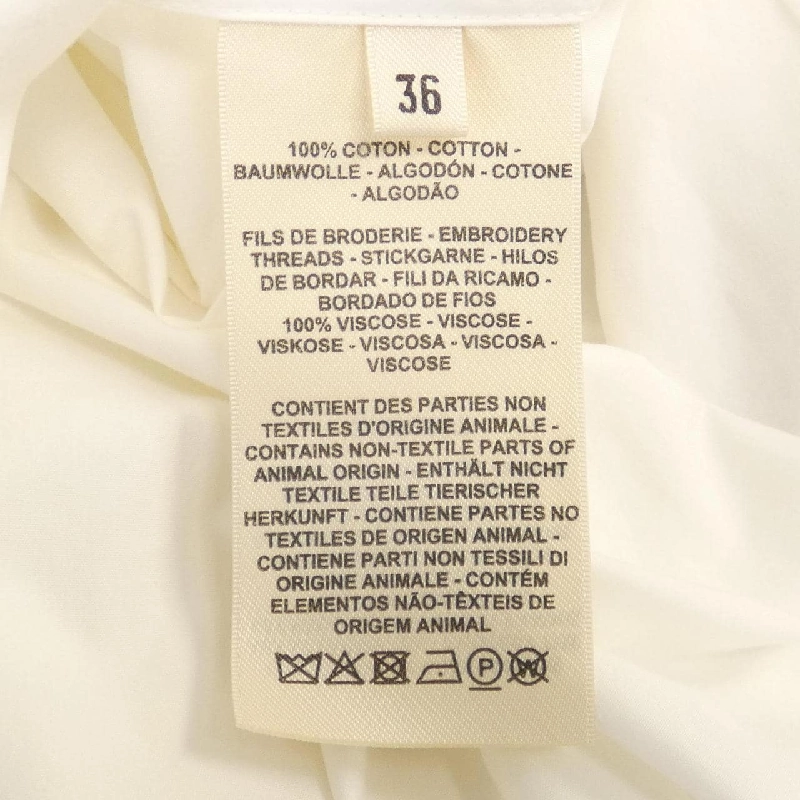 36
100% COTON - COTTON -
BAUMWOLLE - ALGODÓN - COTONE
- ALGODÃO
FILS DE BRODERIE - EMBROIDERY
THREADS - STICKGARNE - HILOS
DE BORDAR - FILI DA RICAMO -
BORDADO DE FIOS
100% VISCOSE - VISCOSE -
VISKOSE - VISCOSA - VISCOSA -
VISCOSE
CONTIENT DES PARTIES NON
TEXTILES D'ORIGINE ANIMALE -
CONTAINS NON-TEXTILE PARTS OF
ANIMAL ORIGIN - ENTHÄLT NICHT
TEXTILE TEILE TIERISCHER
HERKUNFT - CONTIENE PARTES NO
TEXTILES DE ORIGEN ANIMAL -
CONTIENE PARTI NON TESSILI DI
ORIGINE ANIMALE - CONTÉM
ELEMENTOS NÃO-TÊXTEIS DE
ORIGEM ANIMAL
P W